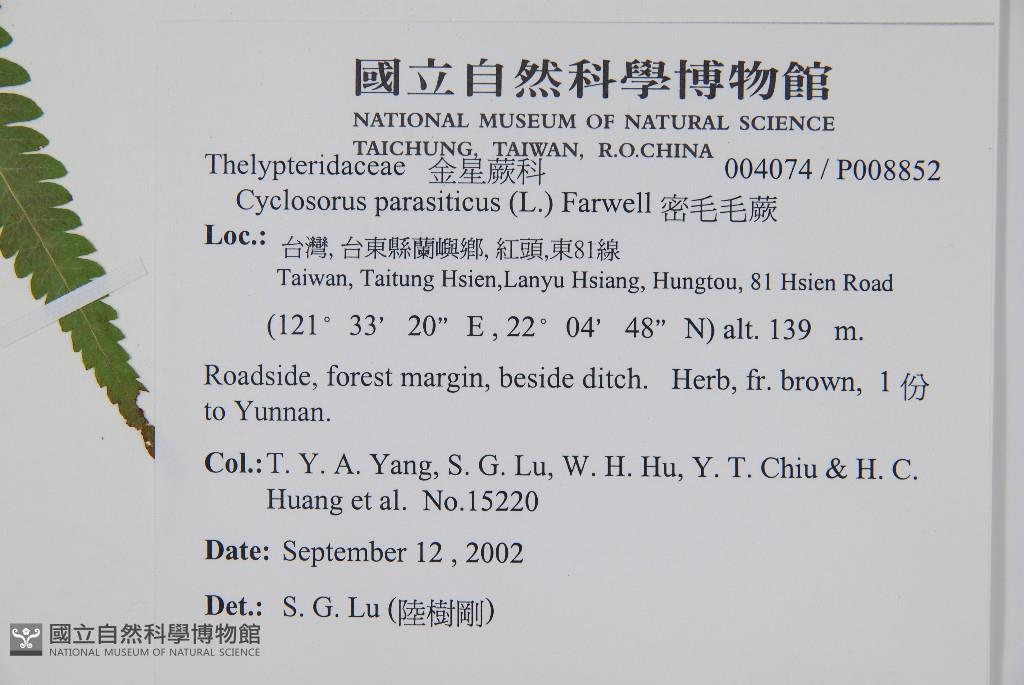 國立自然科學博物館
NATIONAL MUSEUM OF NATURAL SCIENCE
TAICHUNG, TAIWAN, R.O.CHINA
Thelypteridaceae 金星蕨科 004074 / P008852
Cyclosorus parasiticus (L.) Farwell 密毛毛蕨
Loc.: 台灣, 台東縣蘭嶼鄉, 紅頭,東81線
Taiwan, Taitung Hsien,Lanyu Hsiang, Hungtou, 81 Hsien Road
(121° 33’ 20” E , 22° 04’ 48” N) alt. 139 m.
Roadside, forest margin, beside ditch. Herb, fr. brown, 1 份
to Yunnan.
Col.: T. Y. A. Yang, S. G. Lu, W. H. Hu, Y. T. Chiu & H. C.
Huang et al. No.15220
Date: September 12 , 2002
Det.: S. G. Lu (陸樹剛)
國立自然科學博物館
NATIONAL MUSEUM OF NATURAL SCIENCE